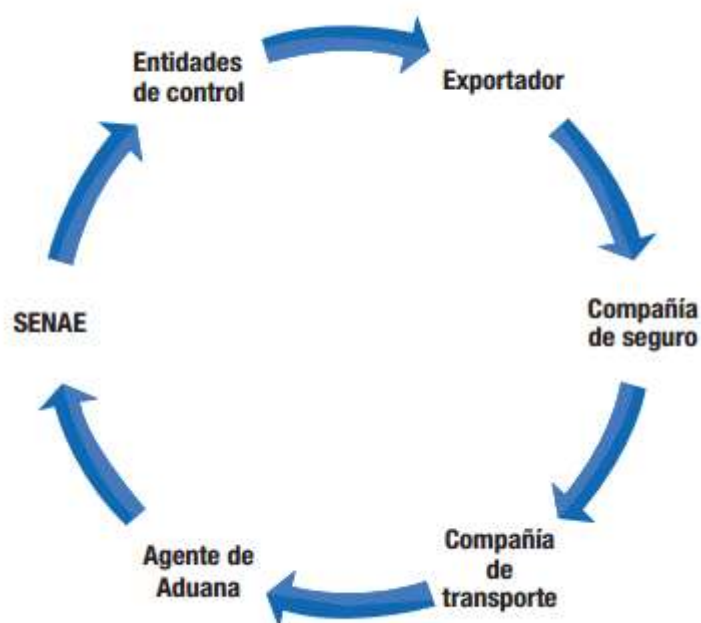 Entidades
de control
Exportador
Compañía
de seguro
Compañía
de
transporte
Agente de
Aduana
SENAE